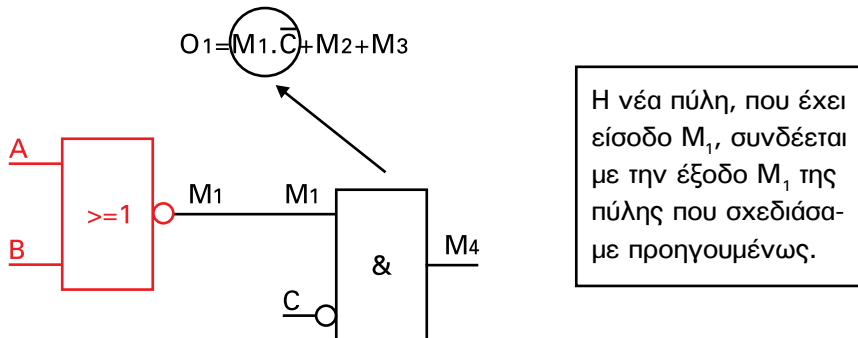 O1=M1.C̅+M2+M3
A
B
>=1
M1
M1
C
&
M4
Η νέα πύλη, που έχει
είσοδο M₁, συνδέεται
με την έξοδο M₁ της
πύλης που σχεδιάσα-
με προηγουμένως.